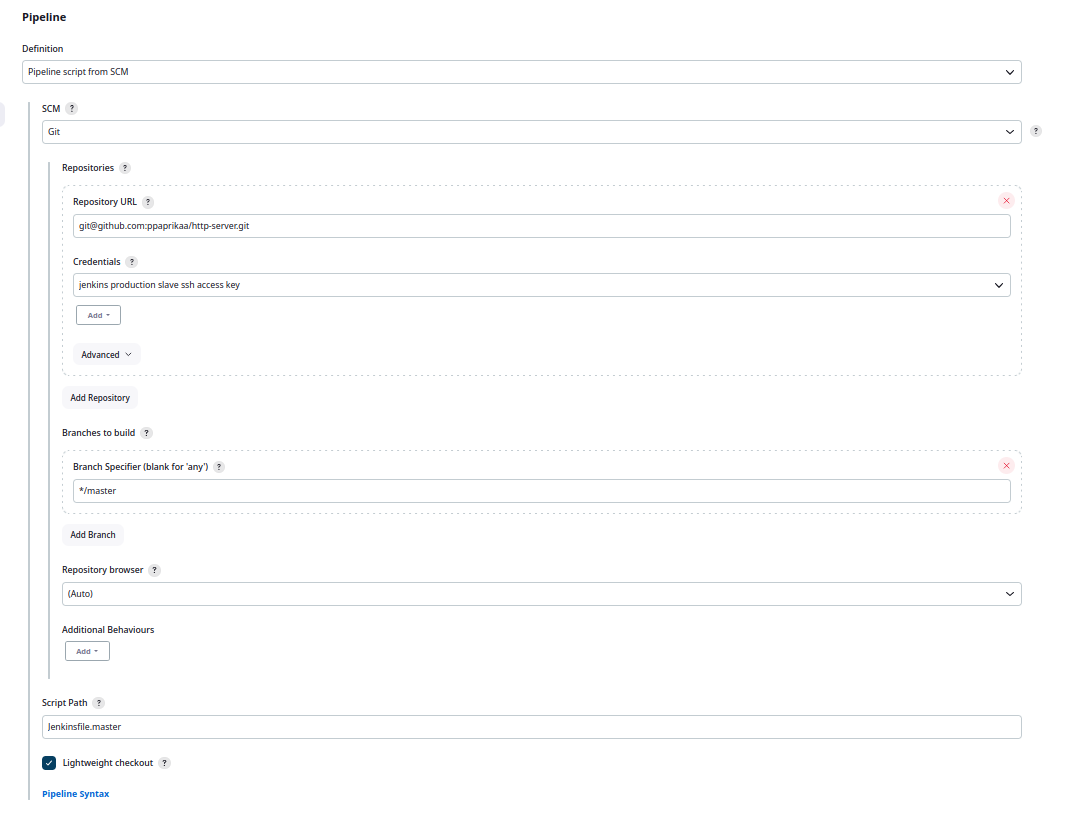 Pipeline
Definition
Pipeline script from SCM
SCM ?
Git
?
Repositories ?
Repository URL ?
git@github.com:ppaprikaa/http-server.git
Credentials ?
jenkins production slave ssh access key
Add
Advanced
Add Repository
Branches to build ?
Branch Specifier (blank for 'any') ?
*/master
Add Branch
Repository browser ?
(Auto)
Additional Behaviours
Add
Script Path ?
Jenkinsfile.master
Lightweight checkout ?
Pipeline Syntax